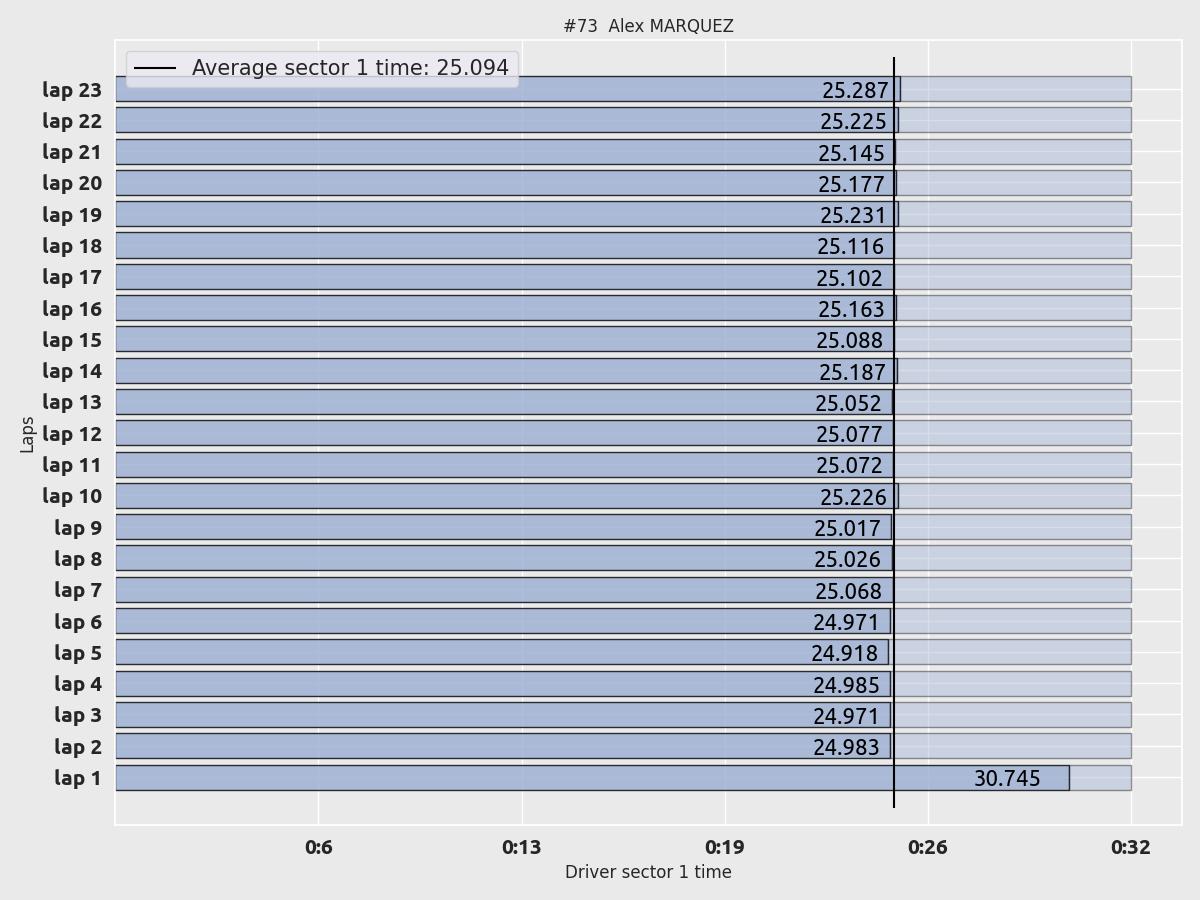 #73 Alex MARQUEZ
Average sector 1 time: 25.094
lap 23 25.287
lap 22 25.225
lap 21 25.145
lap 20 25.177
lap 19 25.231
lap 18 25.116
lap 17 25.102
lap 16 25.163
lap 15 25.088
lap 14 25.187
lap 13 25.052
lap 12 25.077
lap 11 25.072
lap 10 25.226
lap 9 25.017
lap 8 25.026
lap 7 25.068
lap 6 24.971
lap 5 24.918
lap 4 24.985
lap 3 24.971
lap 2 24.983
lap 1 30.745
Laps
0:6 0:13 0:19 0:26 0:32
Driver sector 1 time